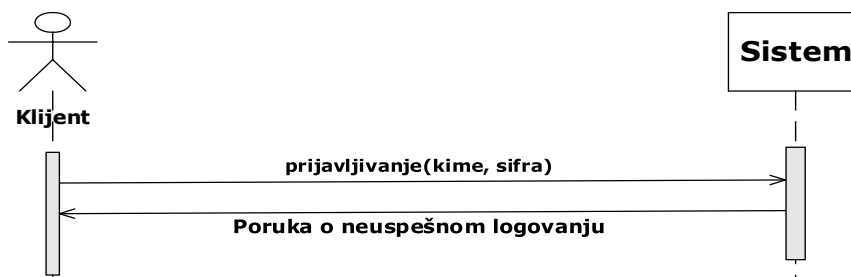 Sistem
Klijent
prijavljivanje(kime, sifra)
Poruka o neuspešnom logovanju